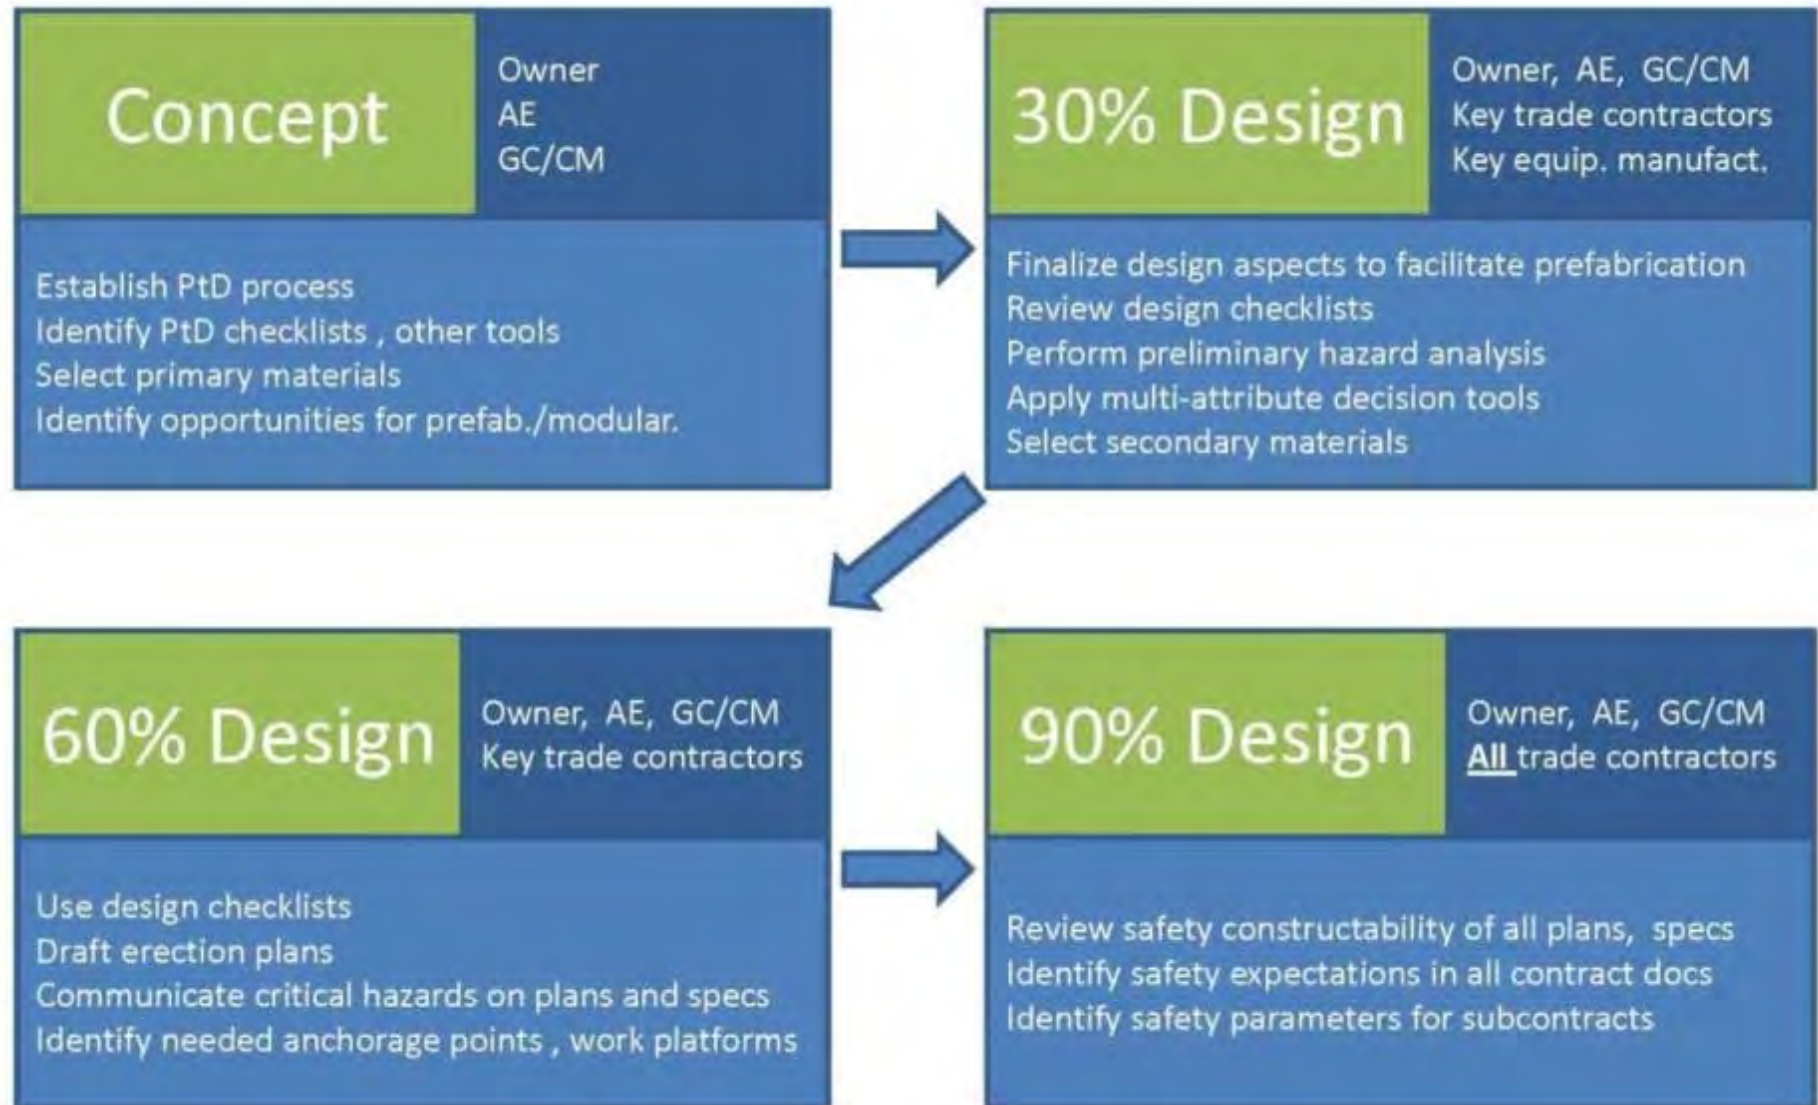 Concept
Owner
AE
GC/CM
Establish PtD process
Identify PtD checklists , other tools
Select primary materials
Identify opportunities for prefab./modular.
30% Design
Owner, AE, GC/CM
Key trade contractors
Key equip. manufact.
Finalize design aspects to facilitate prefabrication
Review design checklists
Perform preliminary hazard analysis
Apply multi-attribute decision tools
Select secondary materials
60% Design
Owner, AE, GC/CM
Key trade contractors
Use design checklists
Draft erection plans
Communicate critical hazards on plans and specs
Identify needed anchorage points , work platforms
90% Design
Owner, AE, GC/CM
All trade contractors
Review safety constructability of all plans, specs
Identify safety expectations in all contract docs
Identify safety parameters for subcontracts